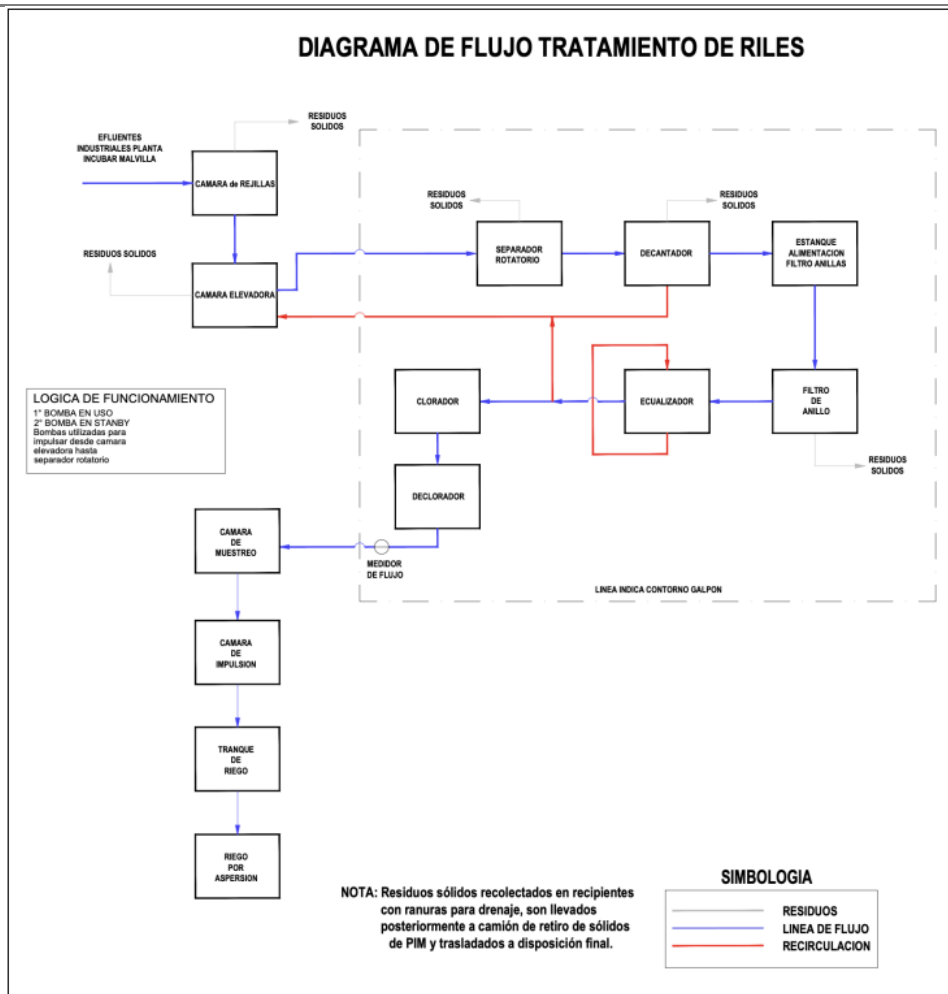 DIAGRAMA DE FLUJO TRATAMIENTO DE RILES
RESIDUOS
SOLIDOS
EFLUENTES
INDUSTRIALES PLANTA
INCUBAR MALVILLA
CAMARA de REJILLAS
RESIDUOS SOLIDOS
CAMARA ELEVADORA
RESIDUOS
SOLIDOS
SEPARADOR
ROTATORIO
RESIDUOS
SOLIDOS
DECANTADOR
ESTANQUE
ALIMENTACION
FILTRO ANILLAS
LOGICA DE FUNCIONAMIENTO
1° BOMBA EN USO
2° BOMBA EN STANBY
Bombas utilizadas para
impulsar desde camara
elevadora hasta
separador rotatorio
CLORADOR
ECUALIZADOR
FILTRO
DE
ANILLO
RESIDUOS
SOLIDOS
DECLORADOR
CAMARA
DE
MUESTREO
MEDIDOR
DE FLUJO
LINEA INDICA CONTORNO GALPON
CAMARA
DE
IMPULSION
TRANQUE
DE
RIEGO
RIEGO
POR
ASPERSION
NOTA: Residuos sólidos recolectados en recipientes
con ranuras para drenaje, son llevados
posteriormente a camión de retiro de sólidos
de PIM y trasladados a disposición final.
SIMBOLOGIA
RESIDUOS
LINEA DE FLUJO
RECIRCULACION